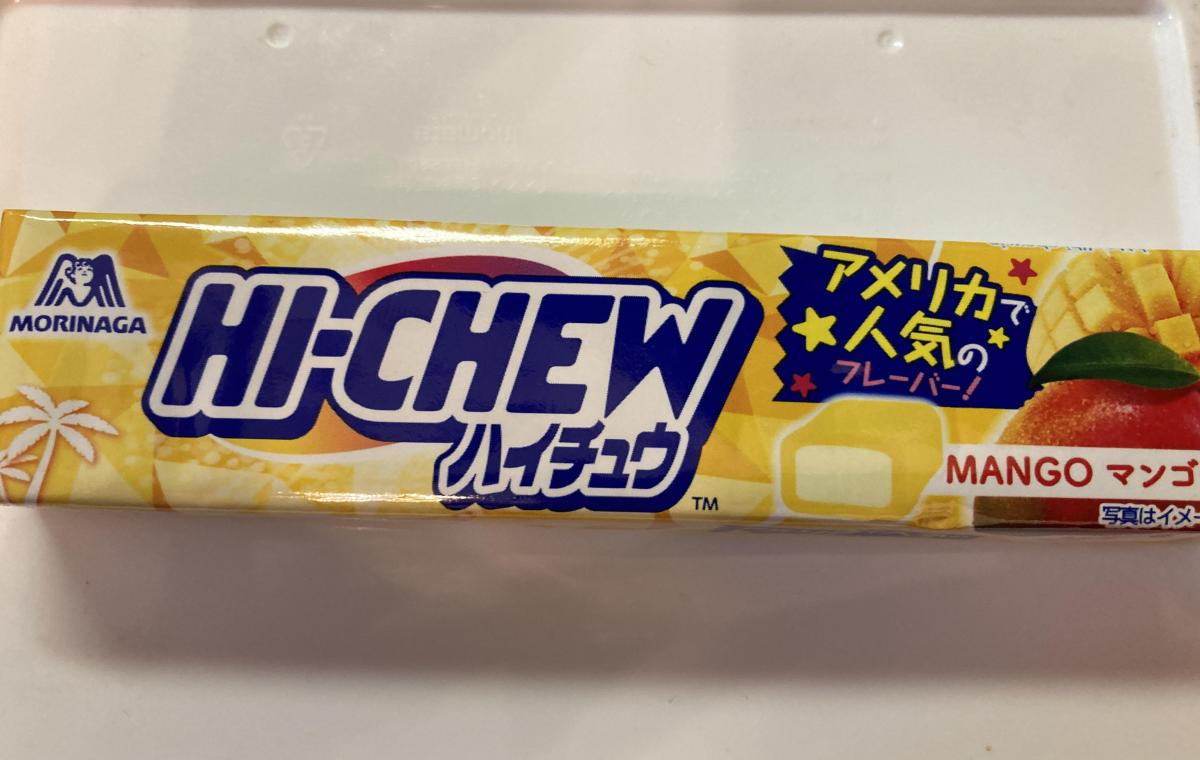 MORINAGA
HI-CHEW
ハイチュウ
TM
アメリカで
人気の
フレーバー!
MANGO マンゴ
写真はイメー